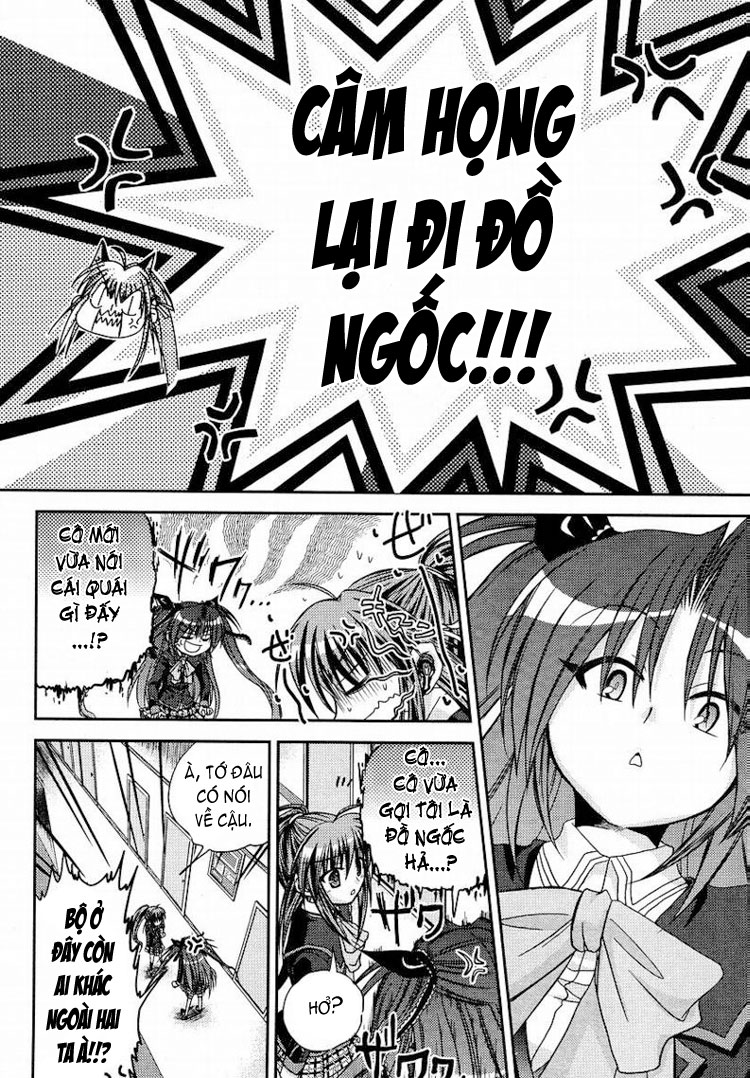 CÂM HỌNG
LẠI ĐI ĐỒ
NGỐC!!!
CÔ MỚI
VỪA NÓI
CÁI QUÁI
GÌ ĐẤY
...!?
CÔ...
CÔ VỪA
GỌI TÔI LÀ
ĐỒ NGỐC
HẢ...?
HỞ?
À, TỚ ĐÂU
CÓ NÓI
VỀ CẬU.
BỘ Ở
ĐÂY CÒN
AI KHÁC
NGOÀI HAI
TA À!!?